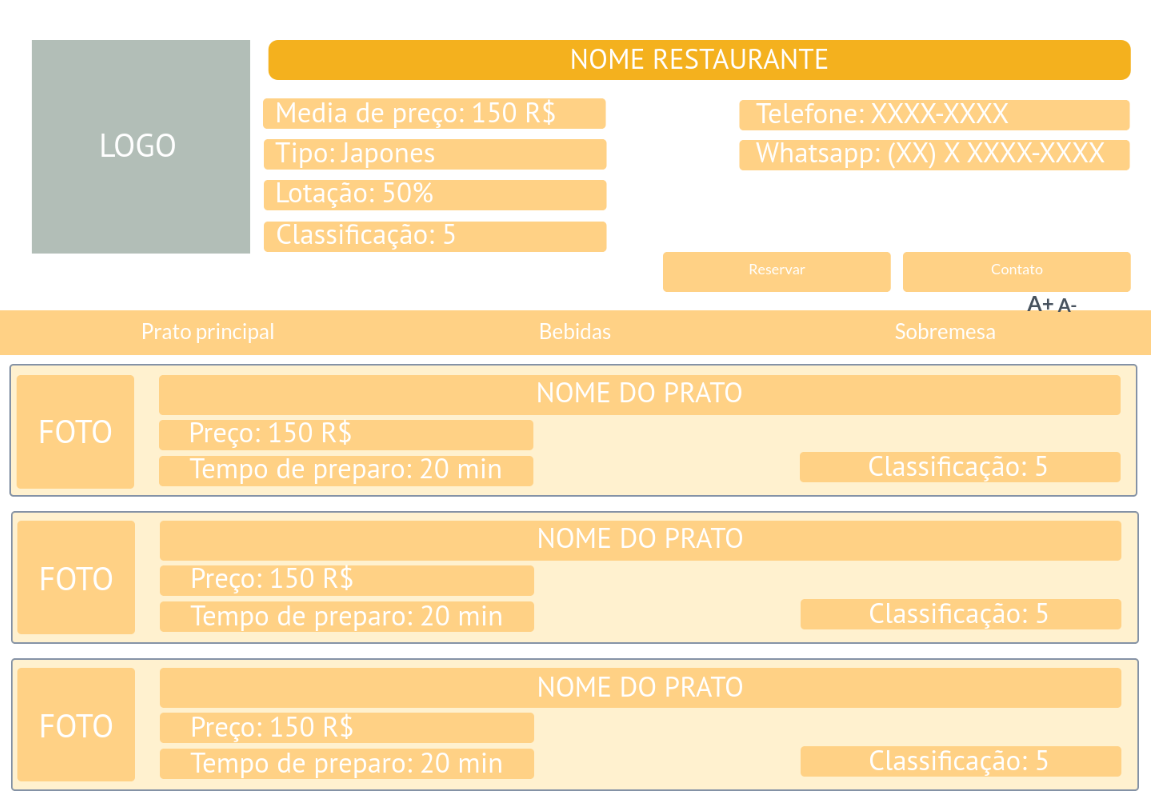 LOGO
NOME RESTAURANTE
Media de preço: 150 R$
Tipo: Japones
Lotação: 50%
Classificação: 5
Telefone: XXXX-XXXX
Whatsapp: (XX) X XXXX-XXXX
Reservar
Contato
A+ A-
Prato principal
Bebidas
Sobremesa
FOTO
NOME DO PRATO
Preço: 150 R$
Tempo de preparo: 20 min
Classificação: 5
FOTO
NOME DO PRATO
Preço: 150 R$
Tempo de preparo: 20 min
Classificação: 5
FOTO
NOME DO PRATO
Preço: 150 R$
Tempo de preparo: 20 min
Classificação: 5